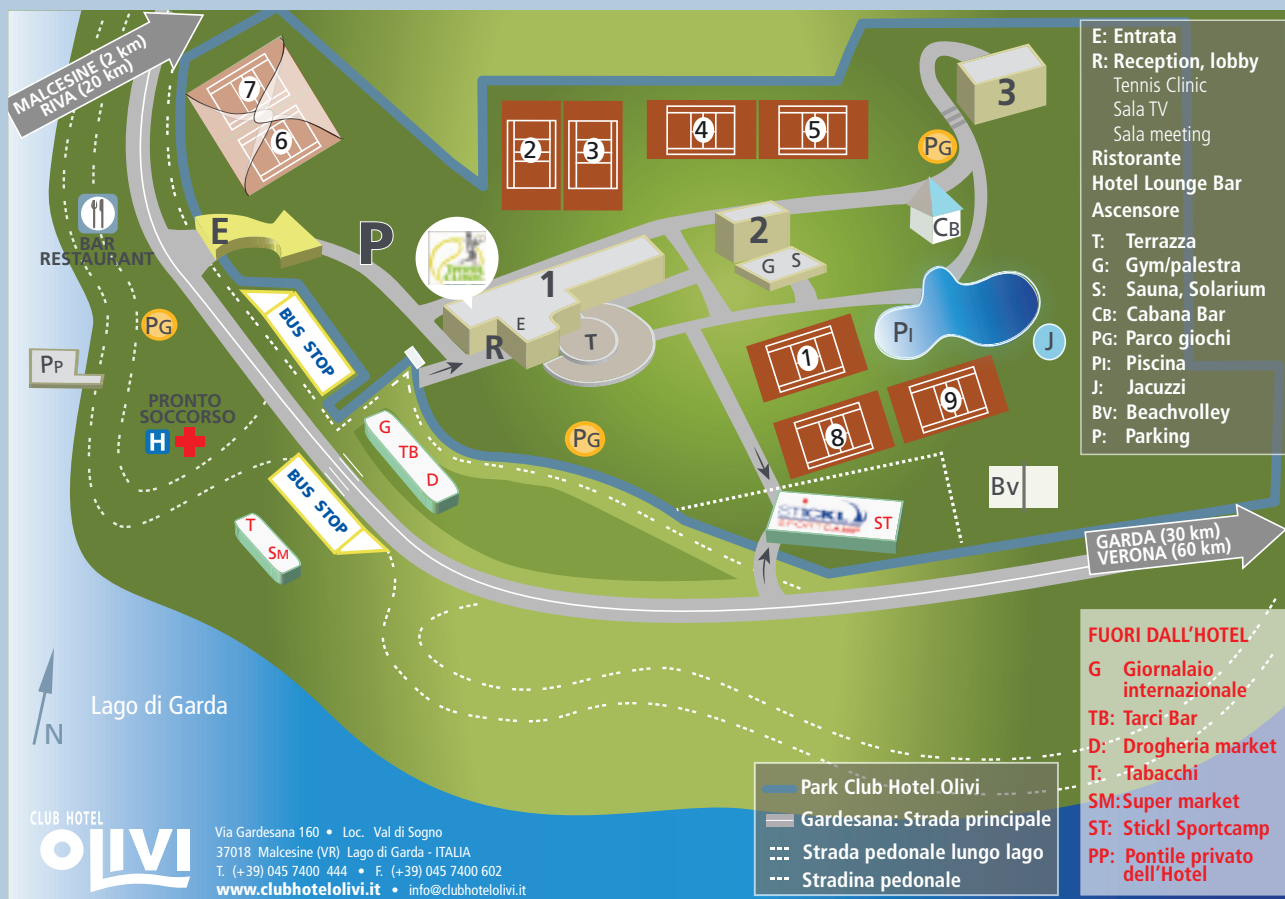 MALCESINE (2 km)
RIVA (20 km)
7
6
2
3
4
5
3
PG
E
P
BAR
RESTAURANT
1
E
R
T
2
G
S
CB
PG
BUS STOP
PP
PRONTO
SOCCORSO
H
PI
J
1
9
8
PG
G
TB
D
BUS STOP
T
SM
STICKL
SPORTCAMP
ST
BV
GARDA (30 km)
VERONA (60 km)
E: Entrata
R: Reception, lobby
Tennis Clinic
Sala TV
Sala meeting
Ristorante
Hotel Lounge Bar
Ascensore
T: Terrazza
G: Gym/palestra
S: Sauna, Solarium
CB: Cabana Bar
PG: Parco giochi
PI: Piscina
J: Jacuzzi
BV: Beachvolley
P: Parking
FUORI DALL'HOTEL
G Giornalaio
internazionale
TB: Tarci Bar
D: Drogheria market
T: Tabacchi
SM: Super market
ST: Stickl Sportcamp
PP: Pontile privato
dell'Hotel
Lago di Garda
N
Park Club Hotel Olivi
Gardesana: Strada principale
Strada pedonale lungo lago
Stradina pedonale
CLUB HOTEL
OLIVI
Via Gardesana 160 • Loc. Val di Sogno
37018 Malcesine (VR) Lago di Garda - ITALIA
T. (+39) 045 7400 444 • F. (+39) 045 7400 602
www.clubhotelolivi.it • info@clubhotelolivi.it